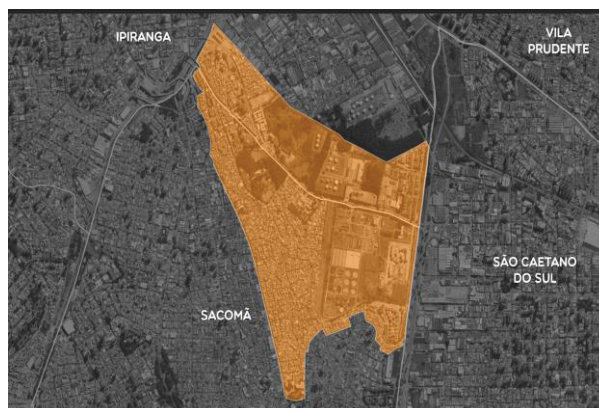 IPIRANGA
VILA
PRUDENTE
SÃO CAETANO
DO SUL
SACOMÃ